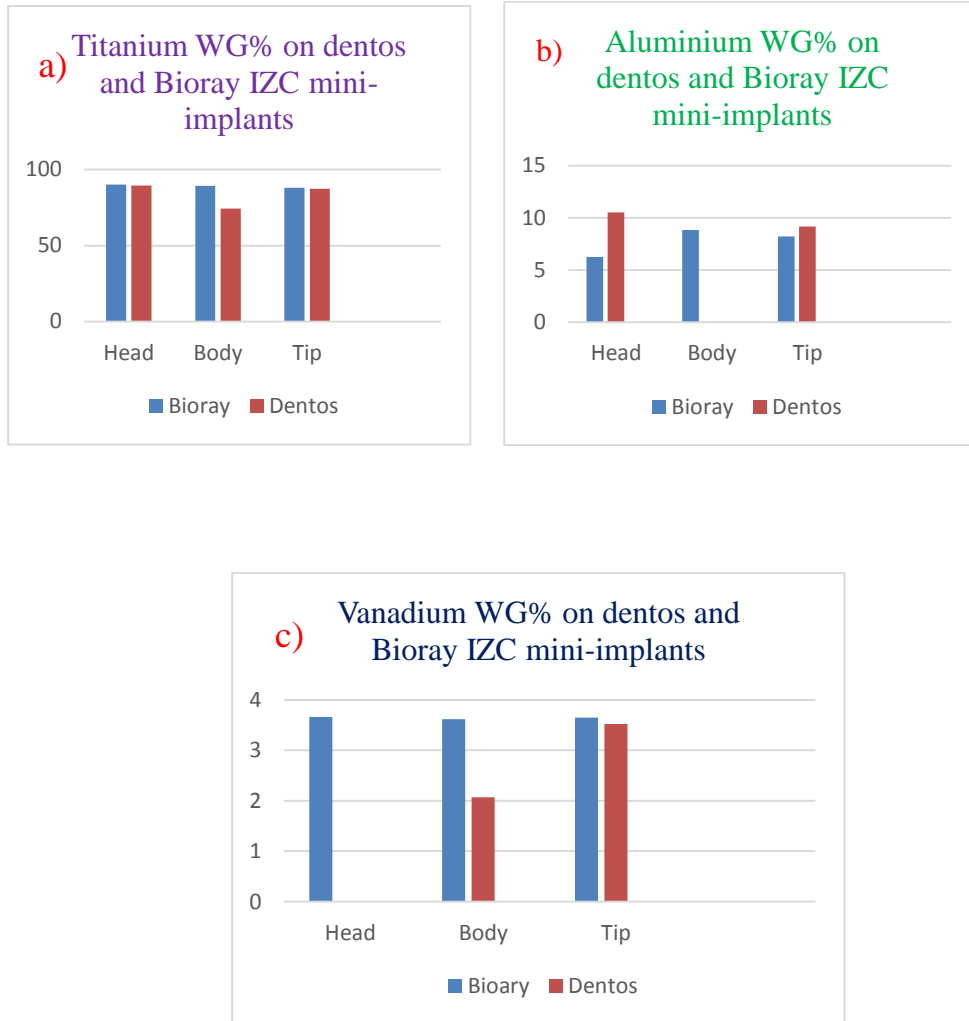 a) Titanium WG% on dentos
and Bioray IZC mini-
implants
100
50
0
Head Body Tip
Bioray Dentos
b) Aluminium WG% on
dentos and Bioray IZC
mini-implants
15
10
5
0
Head Body Tip
Bioray Dentos
c) Vanadium WG% on dentos and
Bioray IZC mini-implants
4
3
2
1
0
Head Body Tip
Bioary Dentos